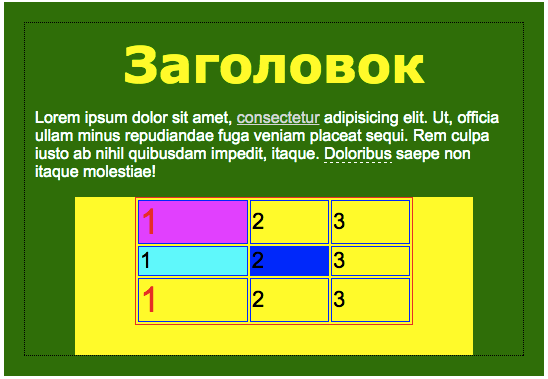 Заголовок
Lorem ipsum dolor sit amet, consectetur adipisicing elit. Ut, officia
ullam minus repudiandae fuga veniam placeat sequi. Rem culpa
iusto ab nihil quibusdam impedit, itaque. Doloribus saepe non
itaque molestiae!
1 2 3
1 2 3
1 2 3